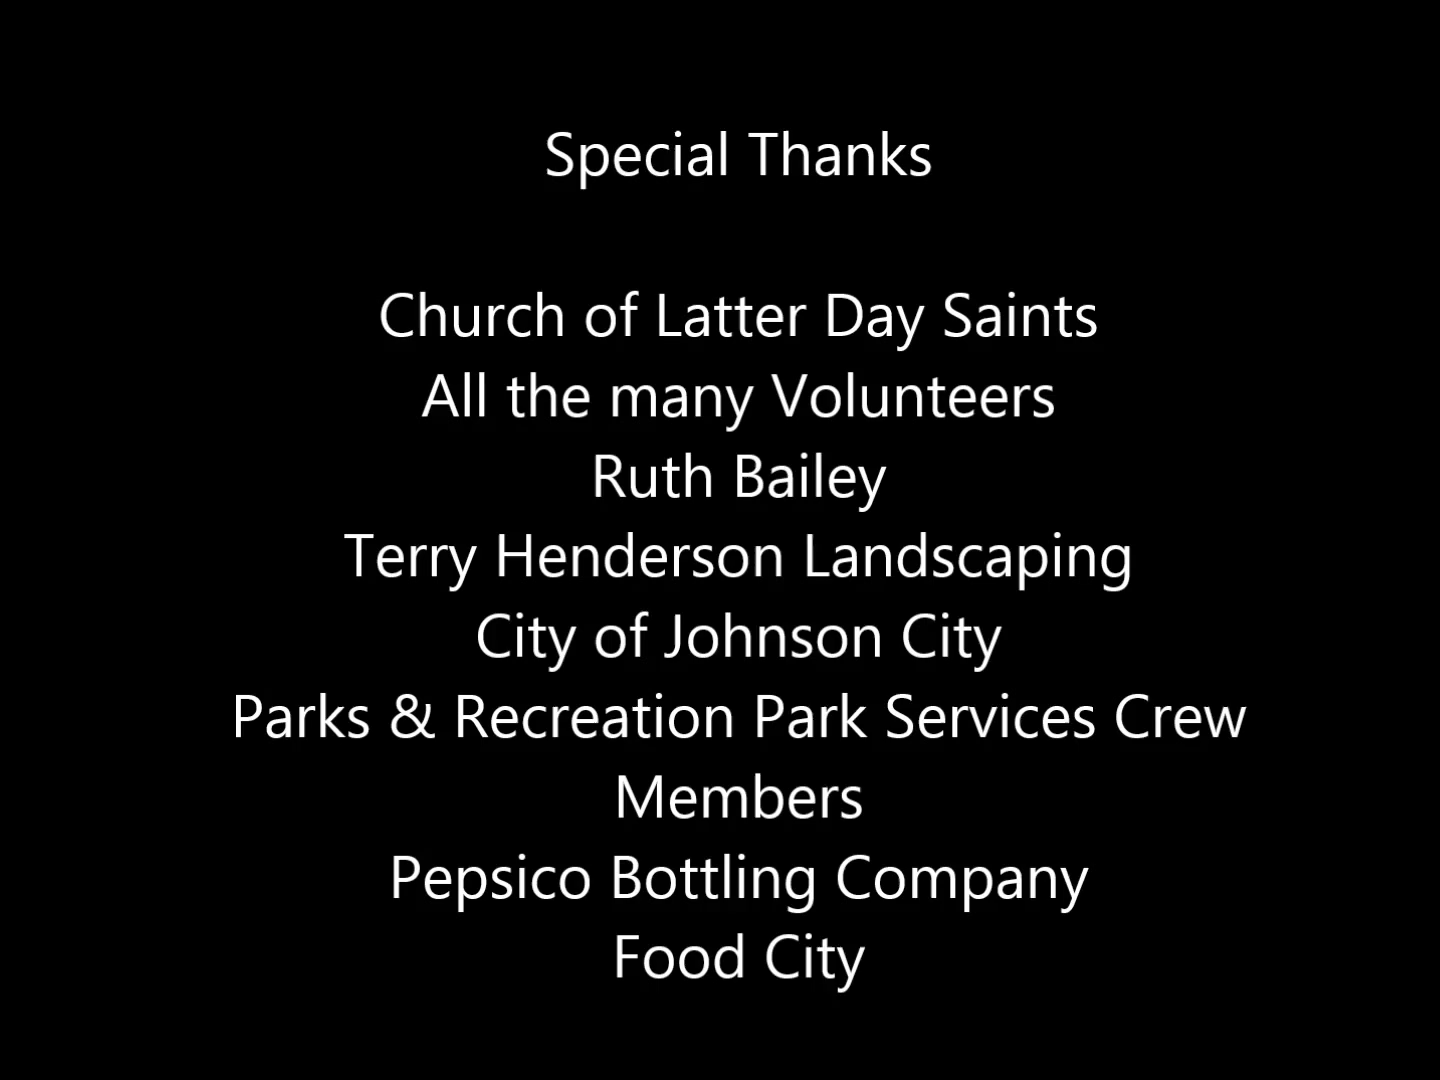 Special Thanks
Church of Latter Day Saints
All the many Volunteers
Ruth Bailey
Terry Henderson Landscaping
City of Johnson City
Parks & Recreation Park Services Crew
Members
Pepsico Bottling Company
Food City